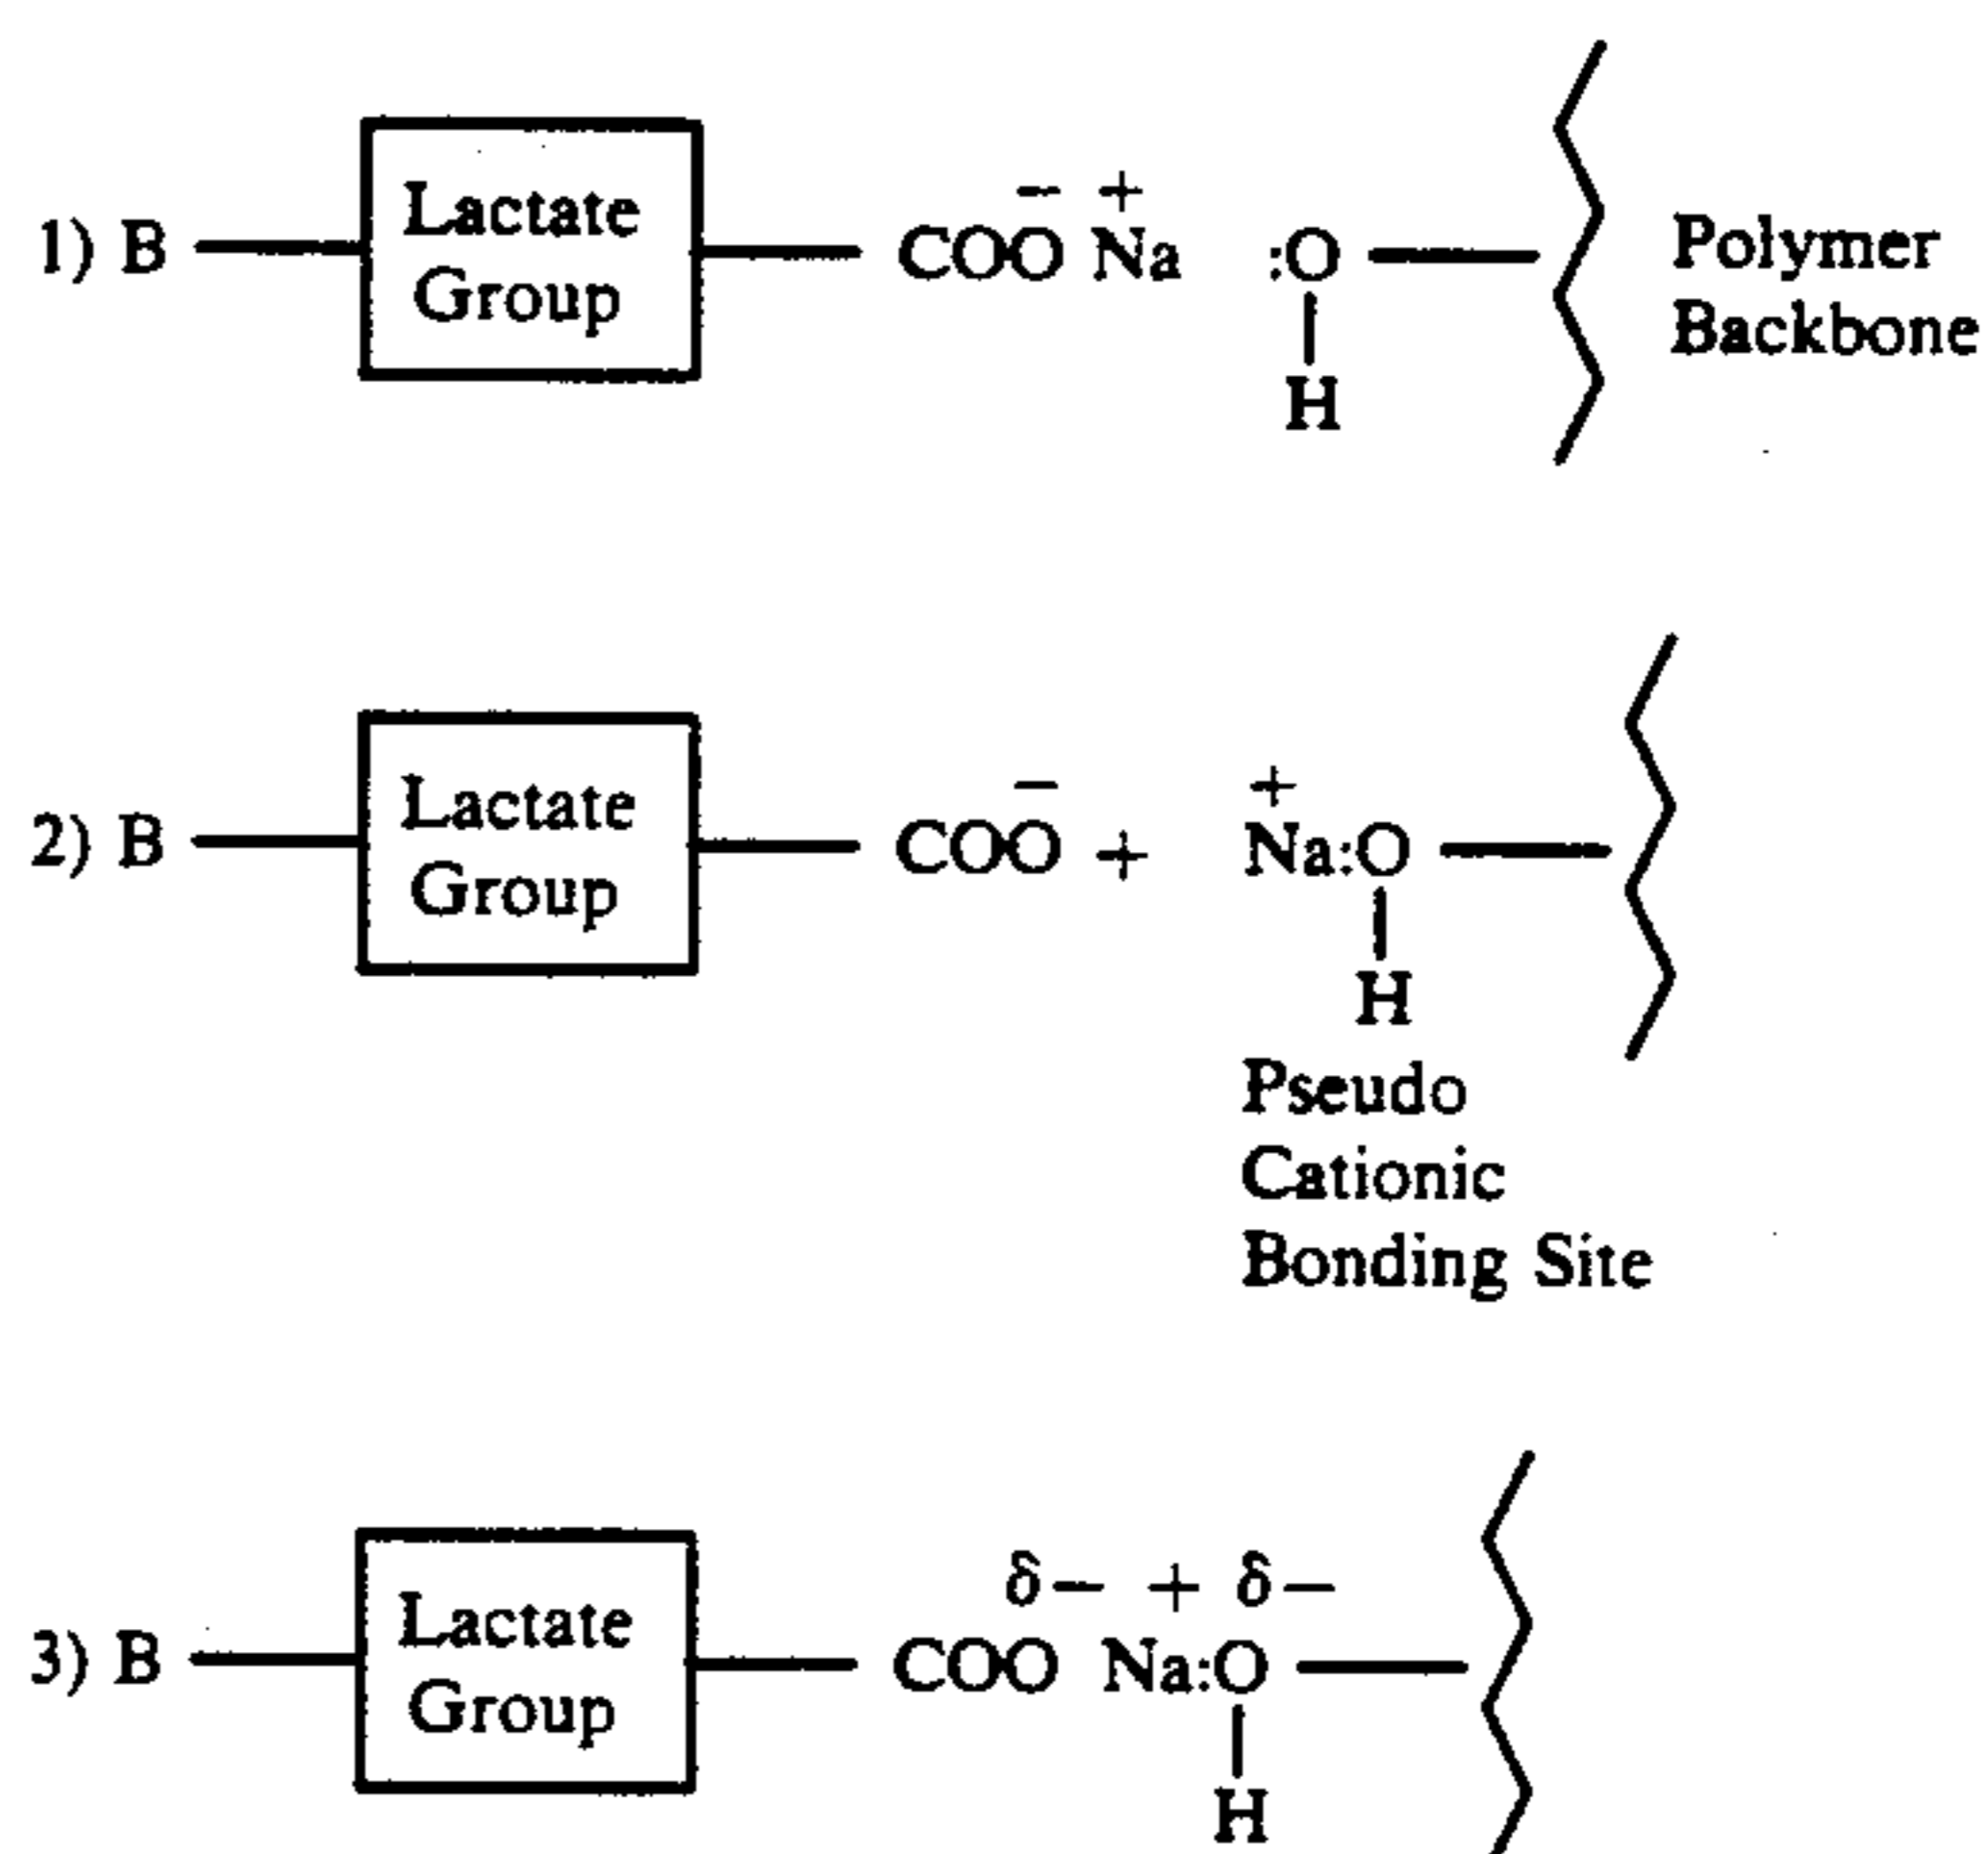 − +
1) B Lactate Group COO Na :O Polymer Backbone
H
− +
2) B Lactate Group COO + Na:O
H
Pseudo
Cationic
Bonding Site
δ− + δ−
3) B Lactate Group COO Na:O
H